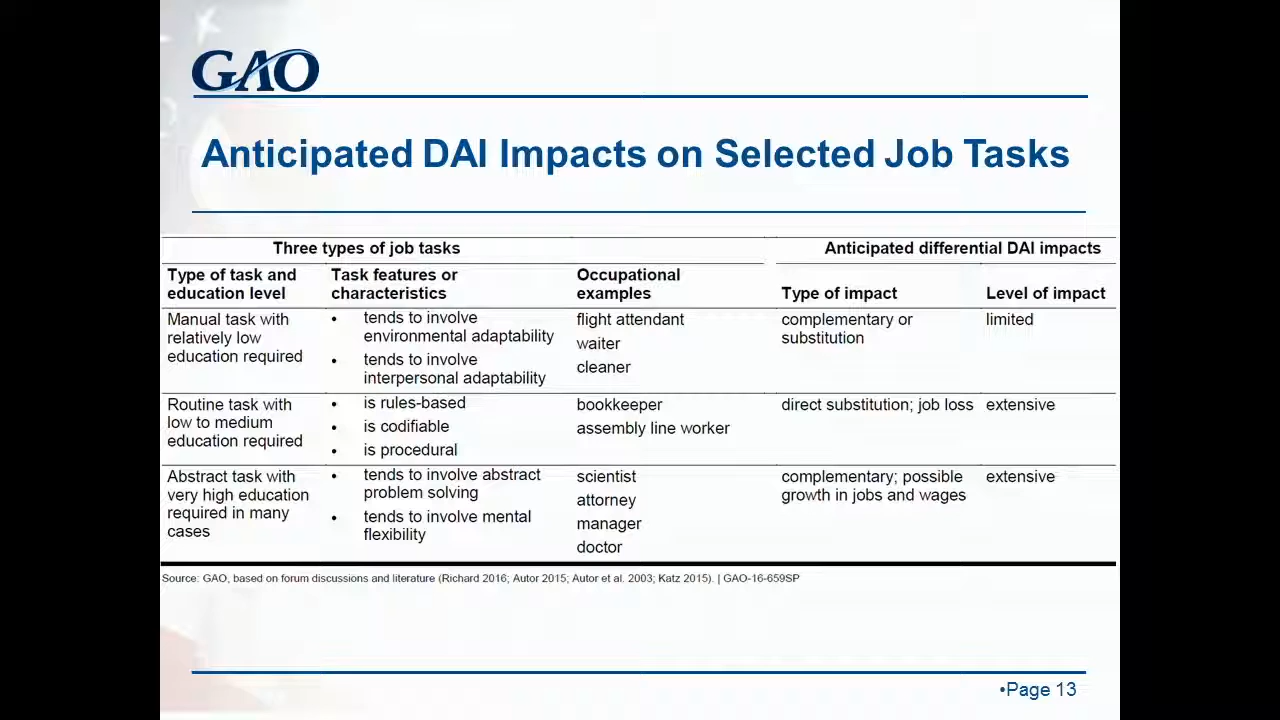 GAO
Anticipated DAI Impacts on Selected Job Tasks
Three types of job tasks
Anticipated differential DAI impacts
Type of task and
education level
Task features or
characteristics
Occupational
examples
Type of impact
Level of impact
Manual task with
relatively low
education required
• tends to involve
environmental adaptability
• tends to involve
interpersonal adaptability
flight attendant
waiter
cleaner
complementary or
substitution
limited
Routine task with
low to medium
education required
• is rules-based
• is codifiable
• is procedural
bookkeeper
assembly line worker
direct substitution; job loss
extensive
Abstract task with
very high education
required in many
cases
• tends to involve abstract
problem solving
• tends to involve mental
flexibility
scientist
attorney
manager
doctor
complementary; possible
growth in jobs and wages
extensive
Source: GAO, based on forum discussions and literature (Richard 2016; Autor 2015; Autor et al. 2003; Katz 2015). | GAO-16-659SP
•Page 13